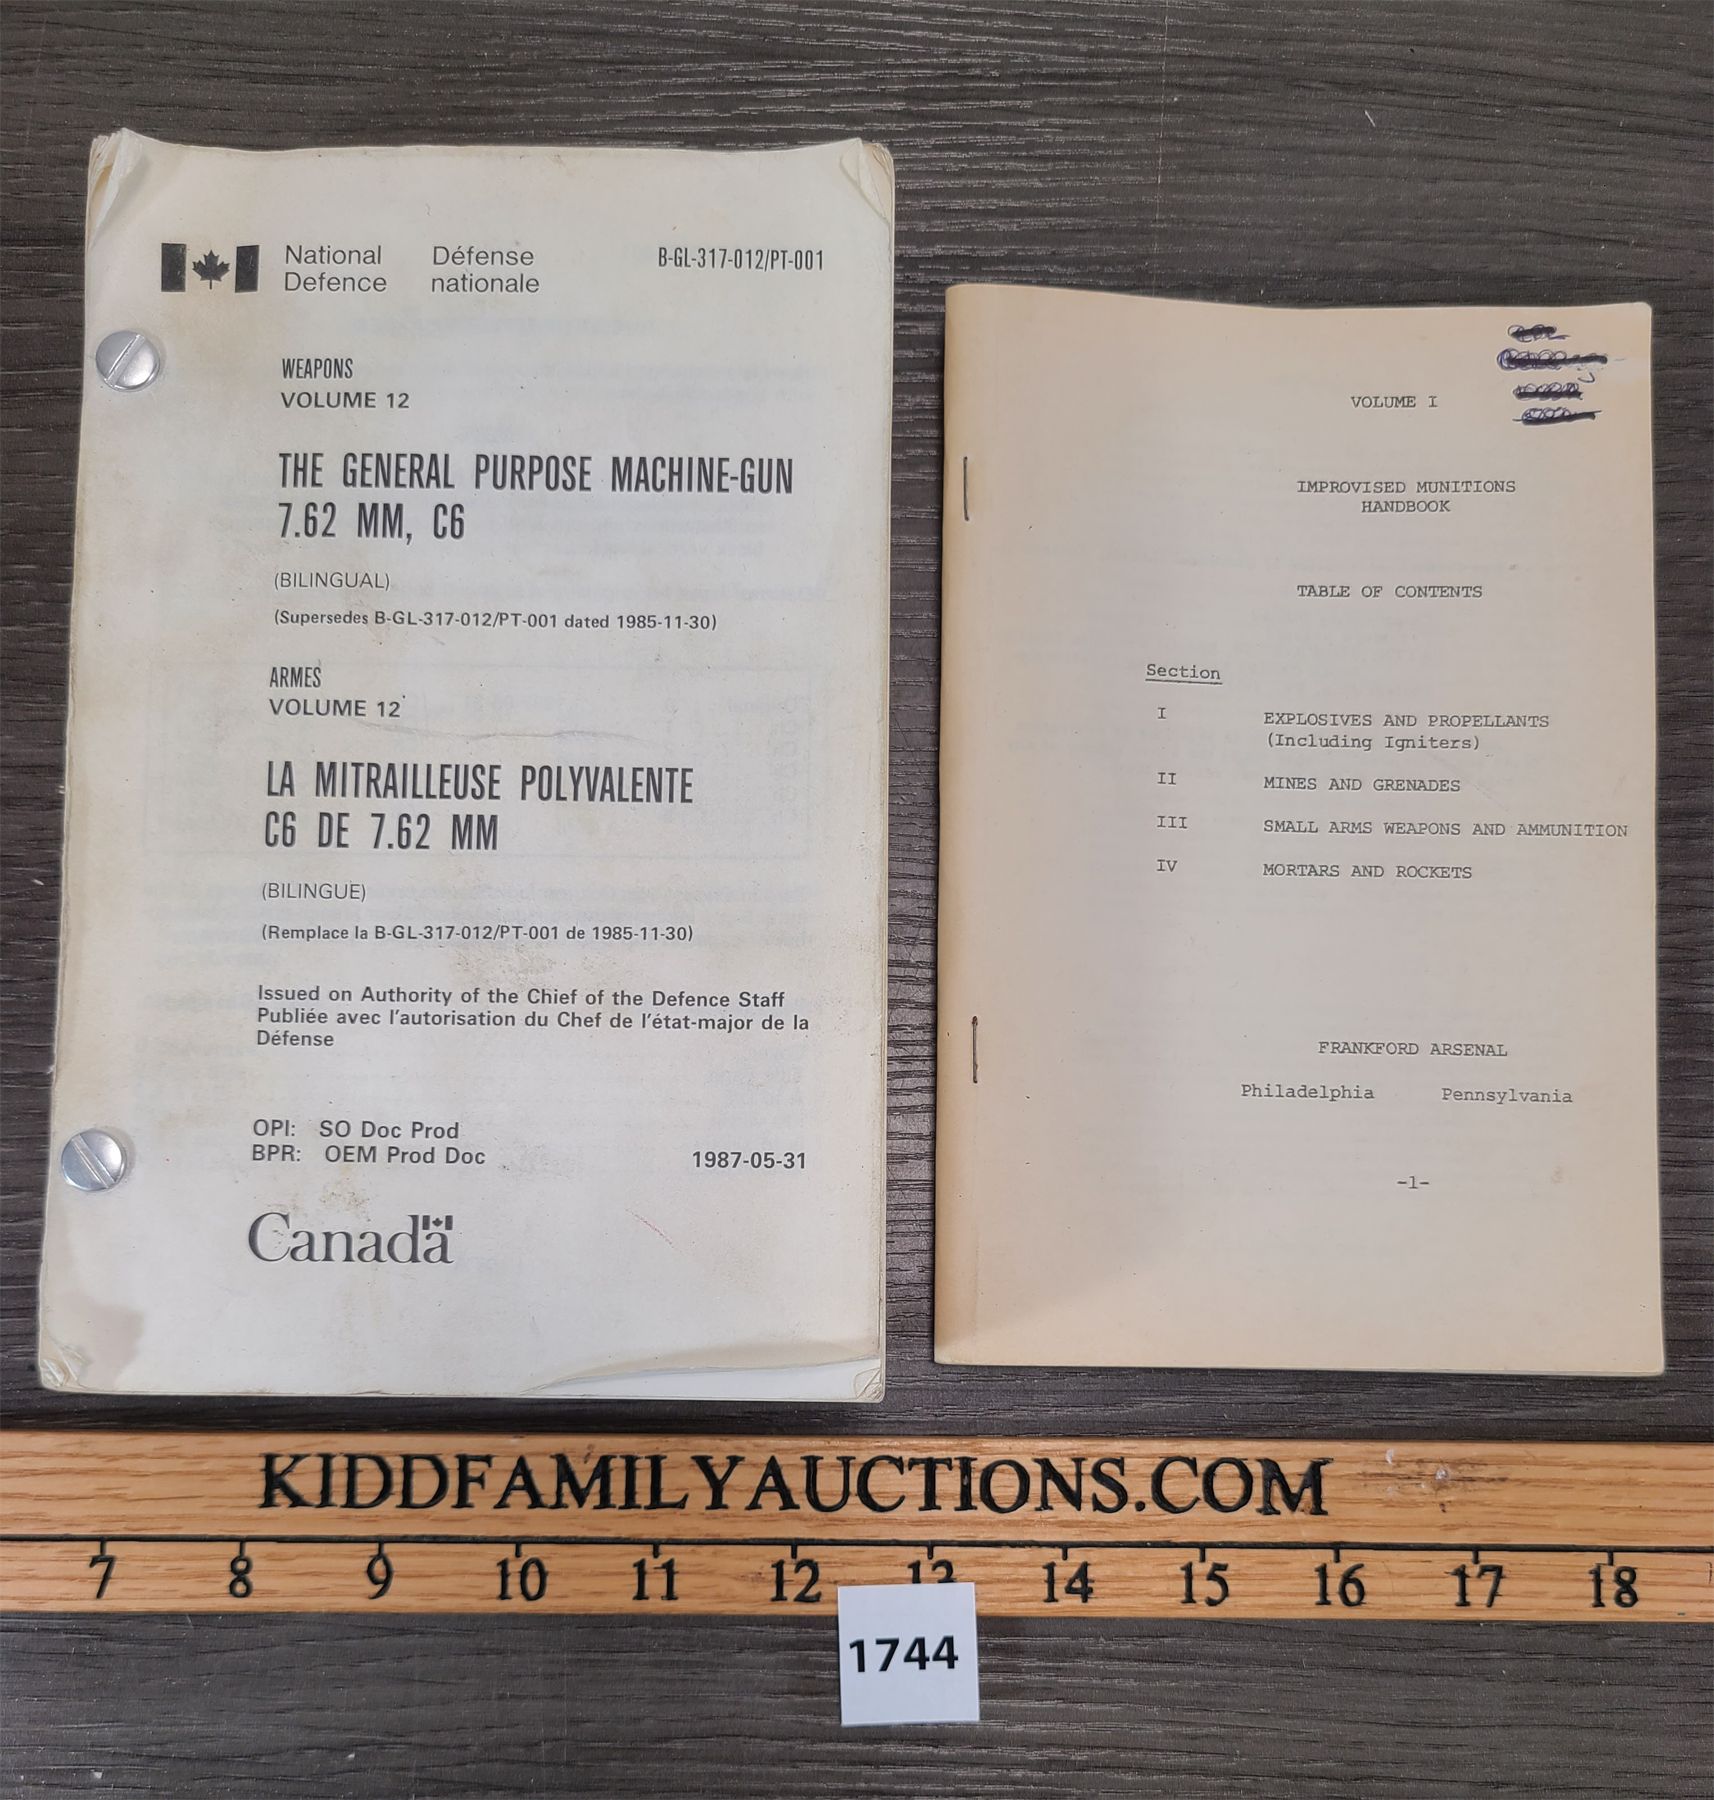 National Défense
Defence nationale
B-GL-317-012/PT-001
WEAPONS
VOLUME 12
THE GENERAL PURPOSE MACHINE-GUN
7.62 MM, C6
(BILINGUAL)
(Supersedes B-GL-317-012/PT-001 dated 1985-11-30)
ARMES
VOLUME 12
LA MITRAILLEUSE POLYVALENTE
C6 DE 7.62 MM
(BILINGUE)
(Remplace la B-GL-317-012/PT-001 de 1985-11-30)
Issued on Authority of the Chief of the Defence Staff
Publiée avec l'autorisation du Chef de l'état-major de la
Défense
OPI: SO Doc Prod
BPR: OEM Prod Doc
1987-05-31
Canada
VOLUME I
IMPROVISED MUNITIONS
HANDBOOK
TABLE OF CONTENTS
Section
I EXPLOSIVES AND PROPELLANTS
(Including Igniters)
II MINES AND GRENADES
III SMALL ARMS WEAPONS AND AMMUNITION
IV MORTARS AND ROCKETS
FRANKFORD ARSENAL
Philadelphia Pennsylvania
-1-
KIDDFAMILYAUCTIONS.COM
7 8 9 10 11 12 13 14 15 16 17 18
1744